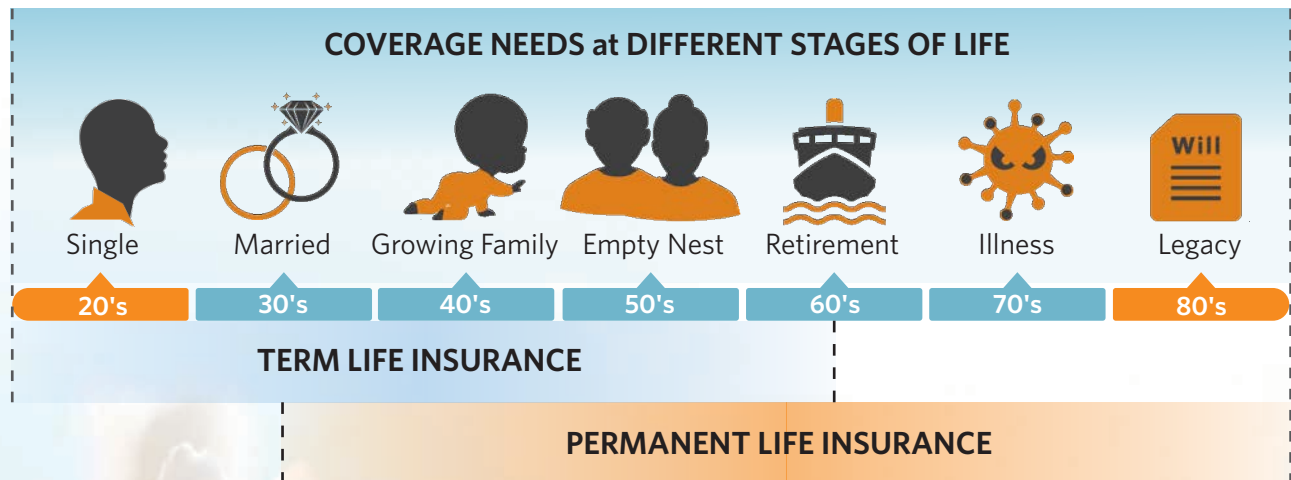 COVERAGE NEEDS at DIFFERENT STAGES OF LIFE
Will
Single Married Growing Family Empty Nest Retirement Illness Legacy
20's 30's 40's 50's 60's 70's 80's
TERM LIFE INSURANCE
PERMANENT LIFE INSURANCE